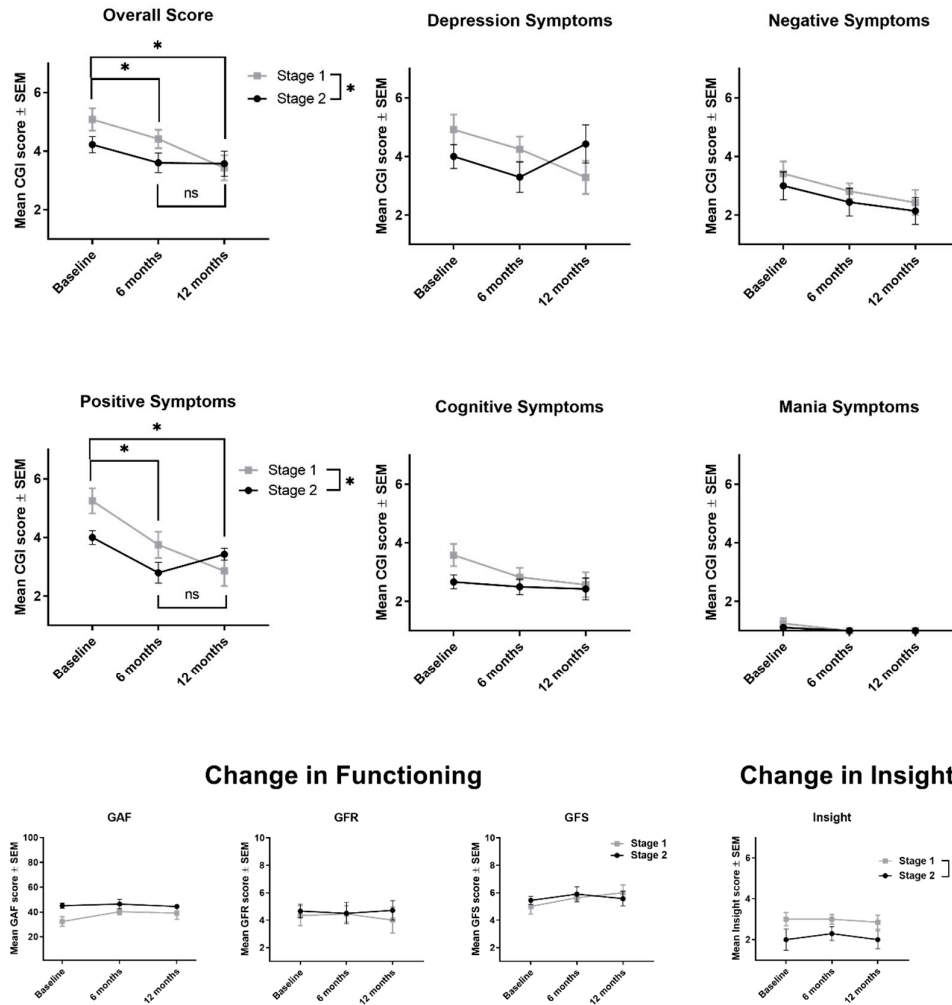 Overall Score
Mean CGI score ± SEM
6
4
2
Baseline
6 months
12 months
*
*
ns
Stage 1
Stage 2
*
Depression Symptoms
Mean CGI score ± SEM
6
4
2
Baseline
6 months
12 months
Negative Symptoms
Mean CGI score ± SEM
6
4
2
Baseline
6 months
12 months
Positive Symptoms
Mean CGI score ± SEM
6
4
2
Baseline
6 months
12 months
*
*
ns
Stage 1
Stage 2
*
Cognitive Symptoms
Mean CGI score ± SEM
6
4
2
Baseline
6 months
12 months
Mania Symptoms
Mean CGI score ± SEM
6
4
2
Baseline
6 months
12 months
Change in Functioning
Change in Insight
GAF
Mean GAF score ± SEM
100
80
60
40
20
Baseline
6 months
12 months
GFR
Mean GFR score ± SEM
10
8
6
4
2
Baseline
6 months
12 months
GFS
Mean GFS score ± SEM
10
8
6
4
2
Baseline
6 months
12 months
Stage 1
Stage 2
Insight
Mean Insight score ± SEM
6
4
2
Baseline
6 months
12 months
Stage 1
Stage 2